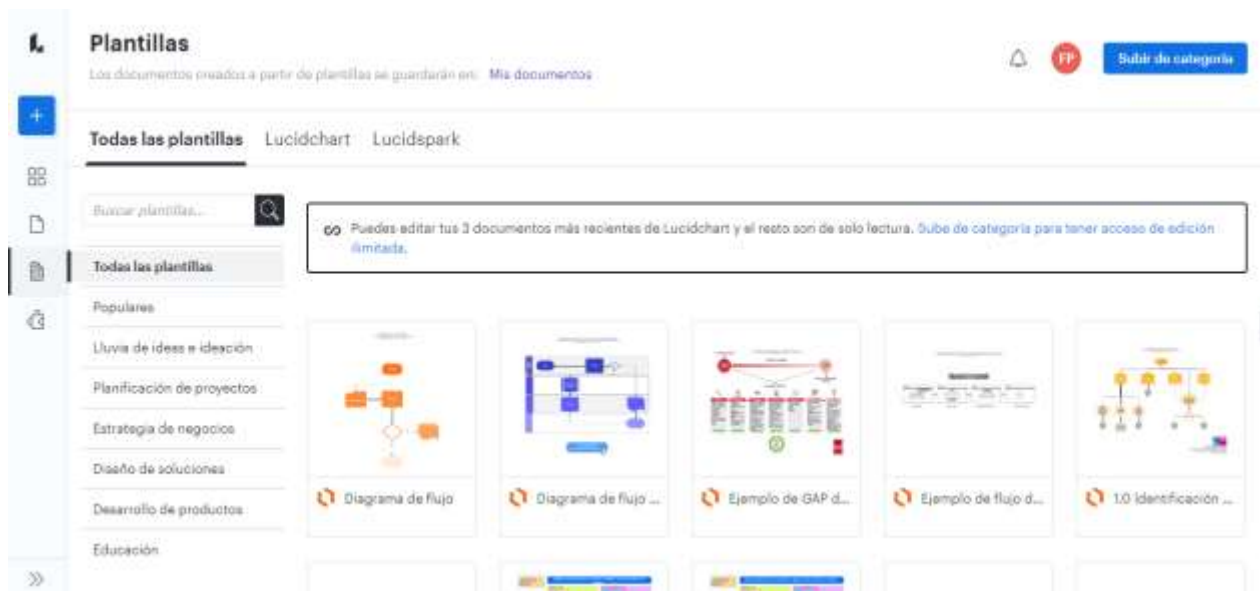 Plantillas
Los documentos creados a partir de plantillas se guardarán en: Mis documentos
FP
Subir de categoría
Todas las plantillas Lucidchart Lucidspark
Buscar plantillas...
Puedes editar tus 3 documentos más recientes de Lucidchart y el resto son de solo lectura. Sube de categoría para tener acceso de edición
ilimitada.
Todas las plantillas
Populares
Lluvia de ideas e ideación
Planificación de proyectos
Estrategia de negocios
Diseño de soluciones
Desarrollo de productos
Educación
Diagrama de flujo
Diagrama de flujo ...
Ejemplo de GAP d...
Ejemplo de flujo d...
1.0 Identificación ...